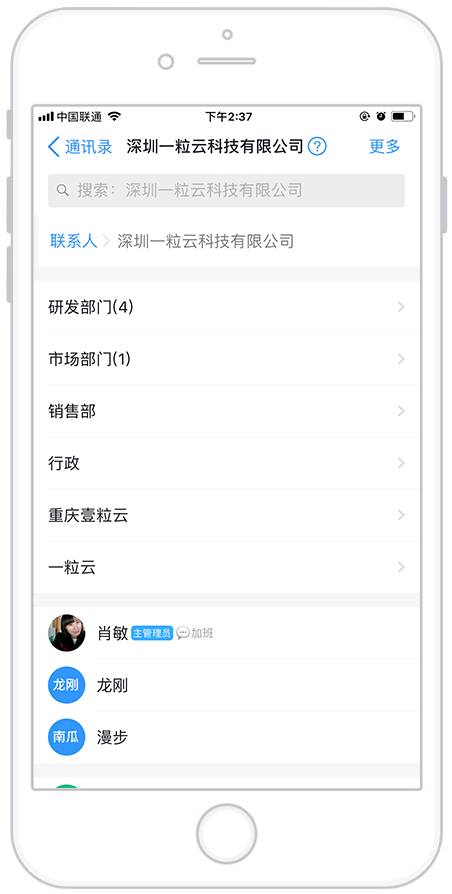 中国联通 下午2:37
通讯录 深圳一粒云科技有限公司 ? 更多
搜索：深圳一粒云科技有限公司
联系人 深圳一粒云科技有限公司
研发部门(4)
市场部门(1)
销售部
行政
重庆壹粒云
一粒云
肖敏 主管理员 加班
龙刚 龙刚
南瓜 漫步